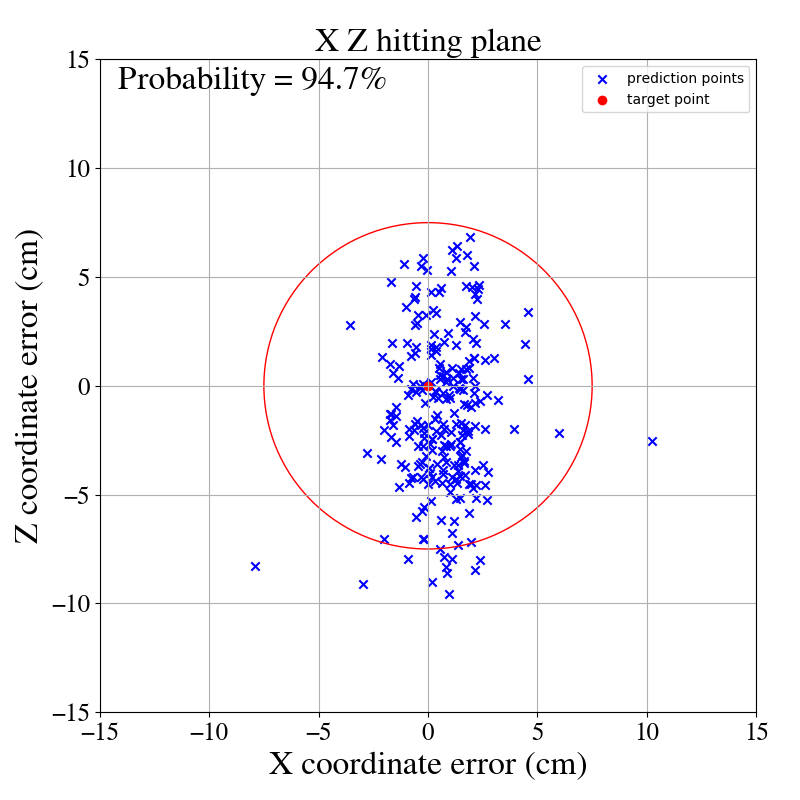 X Z hitting plane
Probability = 94.7%
prediction points
target point
Z coordinate error (cm)
15
10
5
0
−5
−10
−15
−15 −10 −5 0 5 10 15
X coordinate error (cm)